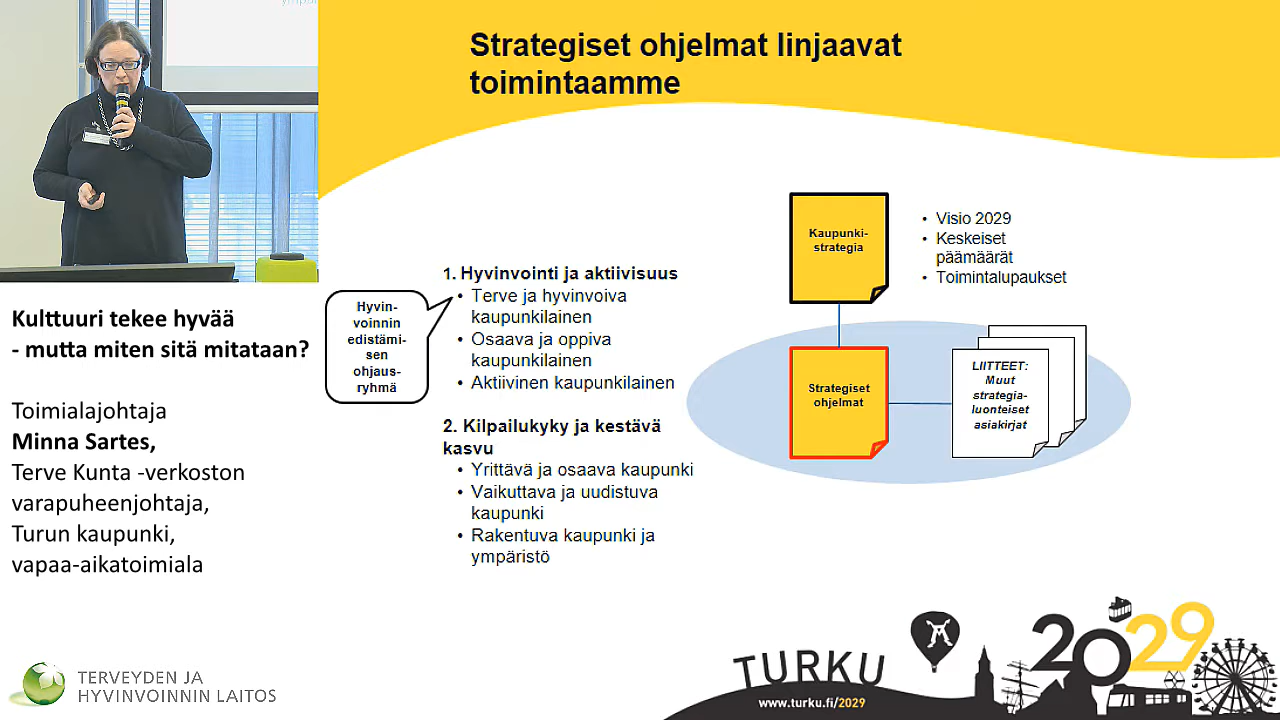 Strategiset ohjelmat linjaavat
toimintaamme
Kaupunki-
strategia
• Visio 2029
• Keskeiset
päämäärät
• Toimintalupaukset
1. Hyvinvointi ja aktiivisuus
• Terve ja hyvinvoiva
kaupunkilainen
• Osaava ja oppiva
kaupunkilainen
• Aktiivinen kaupunkilainen
Hyvin-
voinnin
edistämi-
sen
ohjaus-
ryhmä
2. Kilpailukyky ja kestävä
kasvu
• Yrittävä ja osaava kaupunki
• Vaikuttava ja uudistuva
kaupunki
• Rakentuva kaupunki ja
ympäristö
Strategiset
ohjelmat
LIITTEET:
Muut
strategia-
luonteiset
asiakirjat
Kulttuuri tekee hyvää
- mutta miten sitä mitataan?
Toimialajohtaja
Minna Sartes,
Terve Kunta -verkoston
varapuheenjohtaja,
Turun kaupunki,
vapaa-aikatoimiala
TERVEYDEN JA
HYVINVOINNIN LAITOS
TURKU
2029
www.turku.fi/2029